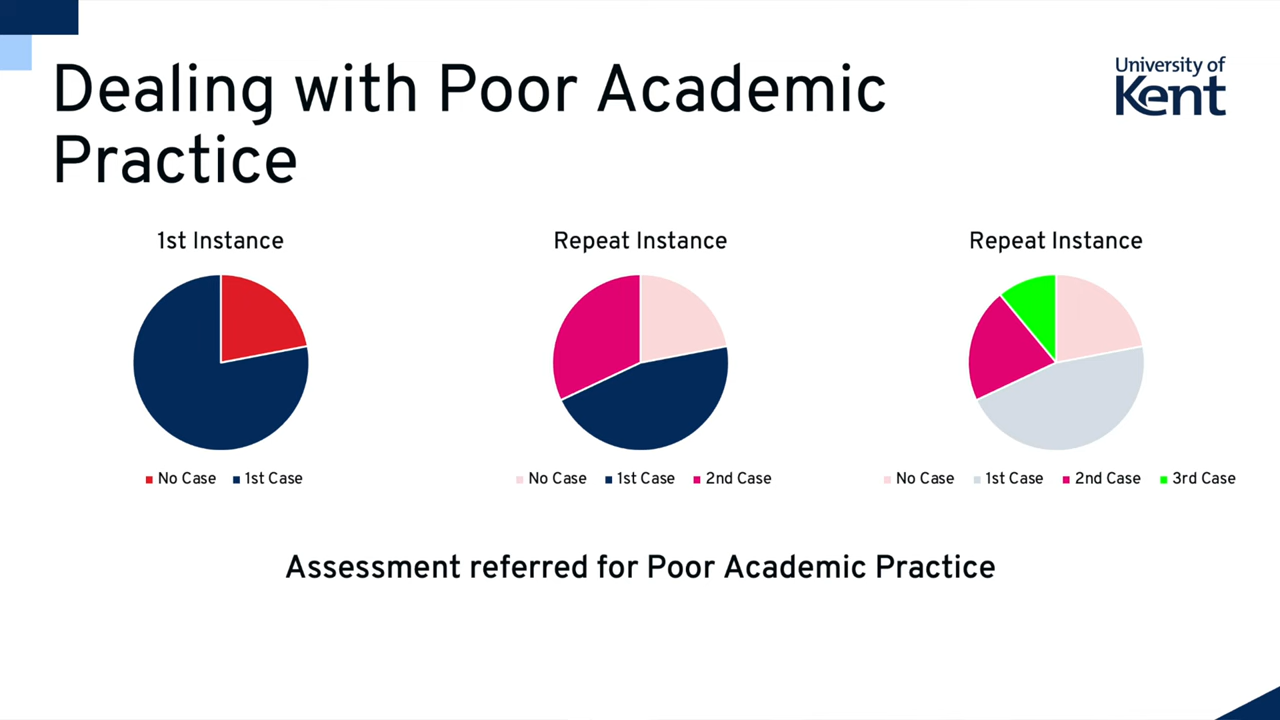 Dealing with Poor Academic
Practice
University of
Kent
1st Instance
No Case 1st Case
Repeat Instance
No Case 1st Case 2nd Case
Repeat Instance
No Case 1st Case 2nd Case 3rd Case
Assessment referred for Poor Academic Practice